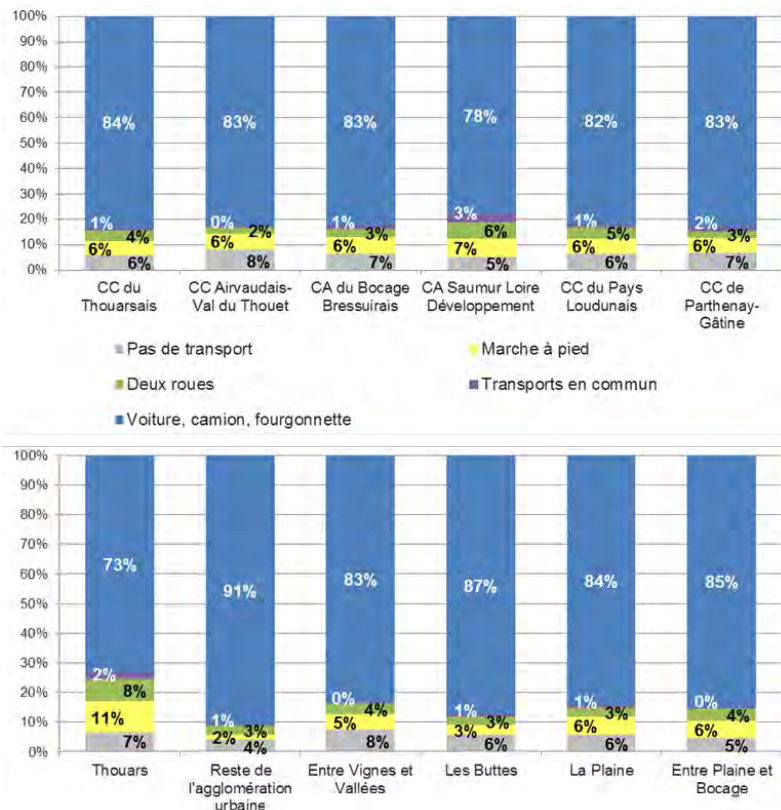 100%
90%
80%
70%
60%
50%
40%
30%
20%
10%
0%
84% 83% 83% 78% 82% 83%
1% 0% 1% 3% 1% 2%
4% 2% 3% 6% 5% 3%
6% 6% 6% 7% 6% 6%
6% 8% 7% 5% 6% 7%
CC du Thouarsais
CC Airvaudais-Val du Thouet
CA du Bocage Bressuirais
CA Saumur Loire Développement
CC du Pays Loudunais
CC de Parthenay-Gâtine
Pas de transport
Marche à pied
Deux roues
Transports en commun
Voiture, camion, fourgonnette
100%
90%
80%
70%
60%
50%
40%
30%
20%
10%
0%
73% 91% 83% 87% 84% 85%
2% 1% 0% 1% 1% 0%
8% 3% 4% 3% 3% 4%
11% 2% 5% 3% 6% 6%
7% 4% 8% 6% 6% 5%
Thouars
Reste de l'agglomération urbaine
Entre Vignes et Vallées
Les Buttes
La Plaine
Entre Plaine et Bocage